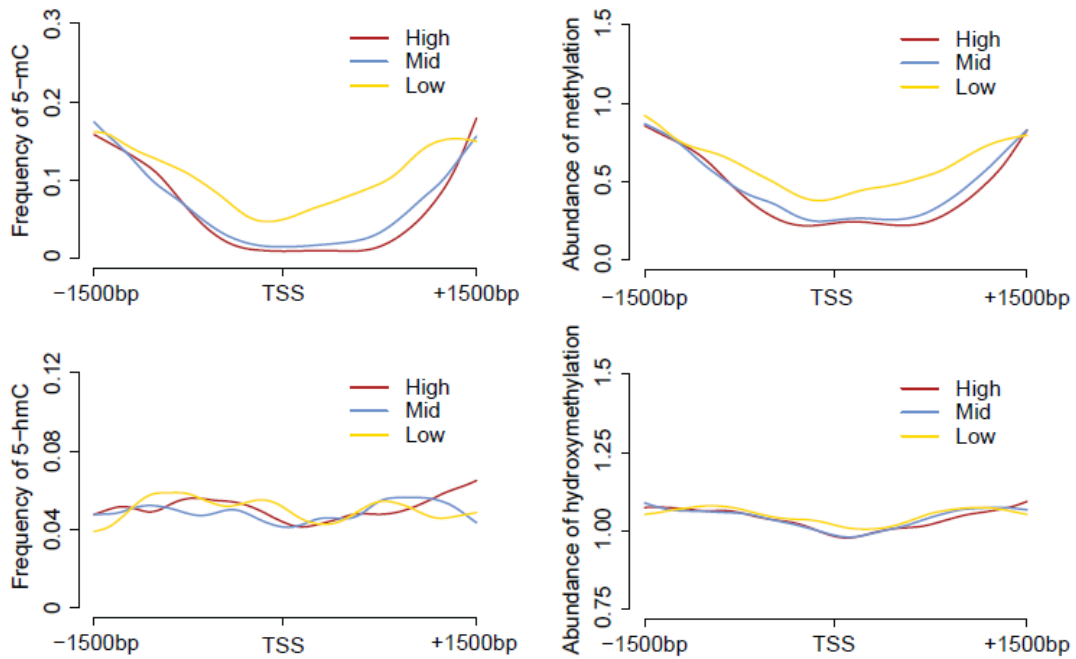 Frequency of 5−mC
0.3
0.2
0.1
0
High
Mid
Low
−1500bp
TSS
+1500bp
Abundance of methylation
1.5
1.0
0.5
0.0
High
Mid
Low
−1500bp
TSS
+1500bp
Frequency of 5−hmC
0.12
0.08
0.04
0
High
Mid
Low
−1500bp
TSS
+1500bp
Abundance of hydroxymethylation
1.5
1.25
1.00
0.75
High
Mid
Low
−1500bp
TSS
+1500bp